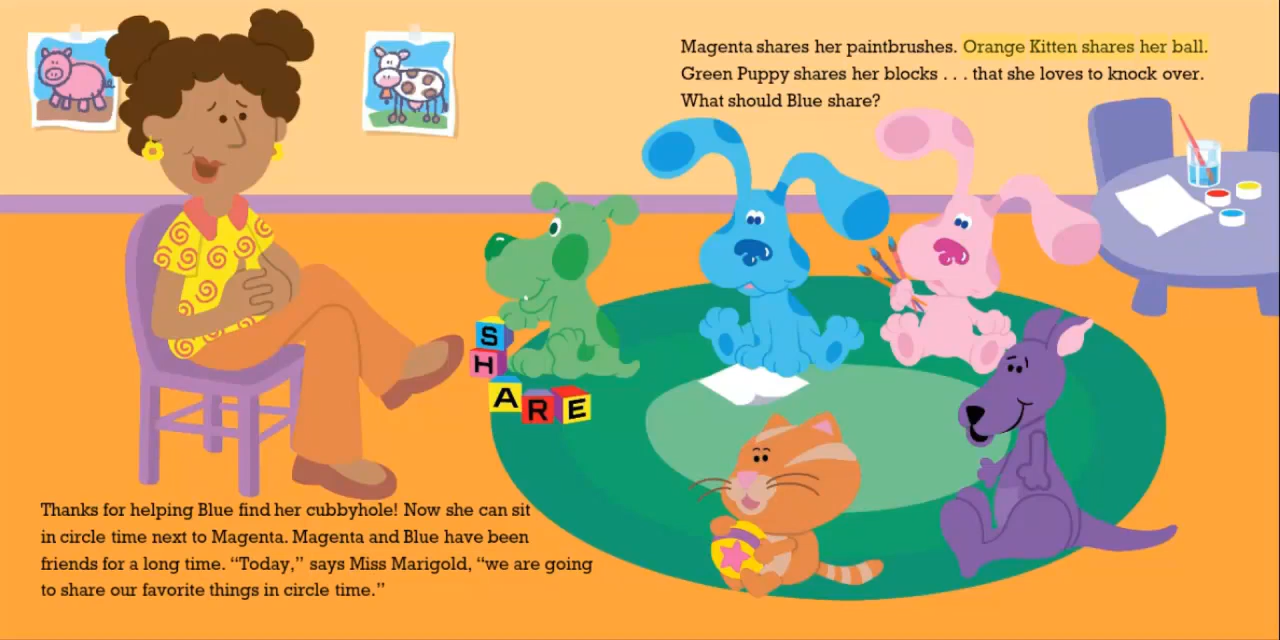 Magenta shares her paintbrushes. Orange Kitten shares her ball.
Green Puppy shares her blocks . . . that she loves to knock over.
What should Blue share?
S
H
A R E
Thanks for helping Blue find her cubbyhole! Now she can sit
in circle time next to Magenta. Magenta and Blue have been
friends for a long time. “Today,” says Miss Marigold, “we are going
to share our favorite things in circle time.”